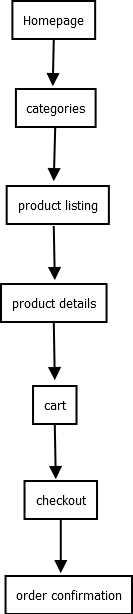 Homepage
categories
product listing
product details
cart
checkout
order confirmation